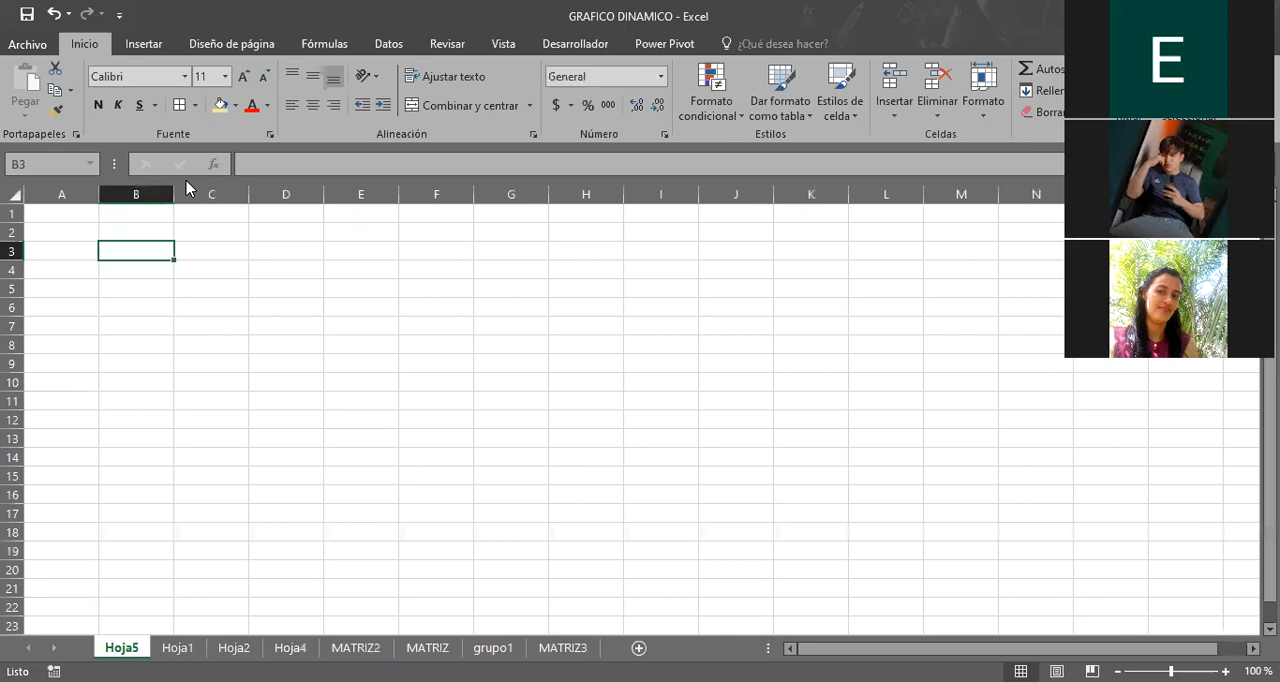 GRAFICO DINAMICO - Excel
Archivo Inicio Insertar Diseño de página Fórmulas Datos Revisar Vista Desarrollador Power Pivot ¿Qué desea hacer?
Pegar
Portapapeles
Calibri 11
N K S A
Fuente
Ajustar texto
Combinar y centrar
Alineación
General
$ % 000
Número
Formato condicional
Dar formato como tabla
Estilos de celda
Estilos
Insertar Eliminar Formato
Celdas
Autos
Rellen
Borra
E
B3 fx
A B C D E F G H I J K L M N
1
2
3
4
5
6
7
8
9
10
11
12
13
14
15
16
17
18
19
20
21
22
23
Hoja5 Hoja1 Hoja2 Hoja4 MATRIZ2 MATRIZ grupo1 MATRIZ3
Listo 100 %